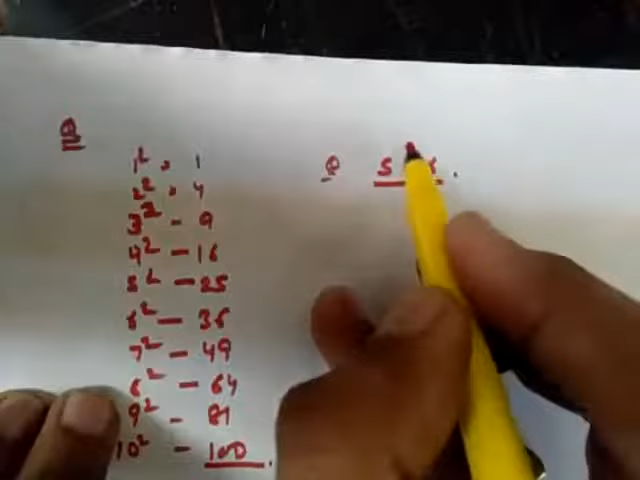 Q
1² = 1
2² = 4
3² - 9
4² - 16
5² - 25
6² - 36
7² - 49
8² - 64
9² - 81
10² - 100
Q